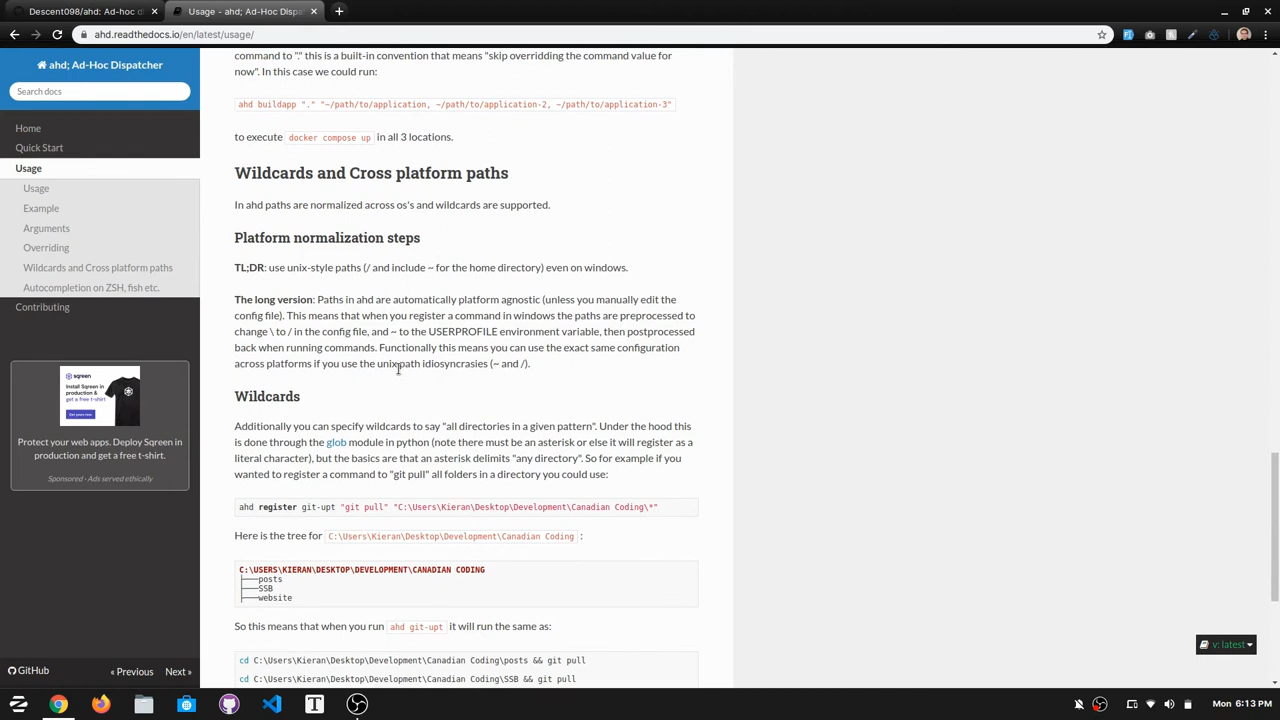 Descent098/ahd: Ad-Hoc di
Usage - ahd; Ad-Hoc Dispatc
ahd.readthedocs.io/en/latest/usage/
ahd; Ad-Hoc Dispatcher
Search docs
Home
Quick Start
Usage
Usage
Example
Arguments
Overriding
Wildcards and Cross platform paths
Autocompletion on ZSH, fish etc.
Contributing
sqreen
Install Sqreen in
production &
get a free t-shirt.
Protect your web apps. Deploy Sqreen in
production and get a free t-shirt.
Sponsored · Ads served ethically
GitHub
« Previous
Next »
command to "." this is a built-in convention that means "skip overridding the command value for
now". In this case we could run:
ahd buildapp "." "~/path/to/application, ~/path/to/application-2, ~/path/to/application-3"
to execute docker compose up in all 3 locations.
Wildcards and Cross platform paths
In ahd paths are normalized across os's and wildcards are supported.
Platform normalization steps
TL;DR: use unix-style paths (/ and include ~ for the home directory) even on windows.
The long version: Paths in ahd are automatically platform agnostic (unless you manually edit the
config file). This means that when you register a command in windows the paths are preprocessed to
change \ to / in the config file, and ~ to the USERPROFILE environment variable, then postprocessed
back when running commands. Functionally this means you can use the exact same configuration
across platforms if you use the unix path idiosyncrasies (~ and /).
Wildcards
Additionally you can specify wildcards to say "all directories in a given pattern". Under the hood this
is done through the glob module in python (note there must be an asterisk or else it will register as a
literal character), but the basics are that an asterisk delimits "any directory". So for example if you
wanted to register a command to "git pull" all folders in a directory you could use:
ahd register git-upt "git pull" "C:\Users\Kieran\Desktop\Development\Canadian Coding\*"
Here is the tree for C:\Users\Kieran\Desktop\Development\Canadian Coding :
C:\USERS\KIERAN\DESKTOP\DEVELOPMENT\CANADIAN CODING
├───posts
├───SSB
├───website
So this means that when you run ahd git-upt it will run the same as:
cd C:\Users\Kieran\Desktop\Development\Canadian Coding\posts && git pull
cd C:\Users\Kieran\Desktop\Development\Canadian Coding\SSB && git pull
v: latest
Mon, 6:13 PM